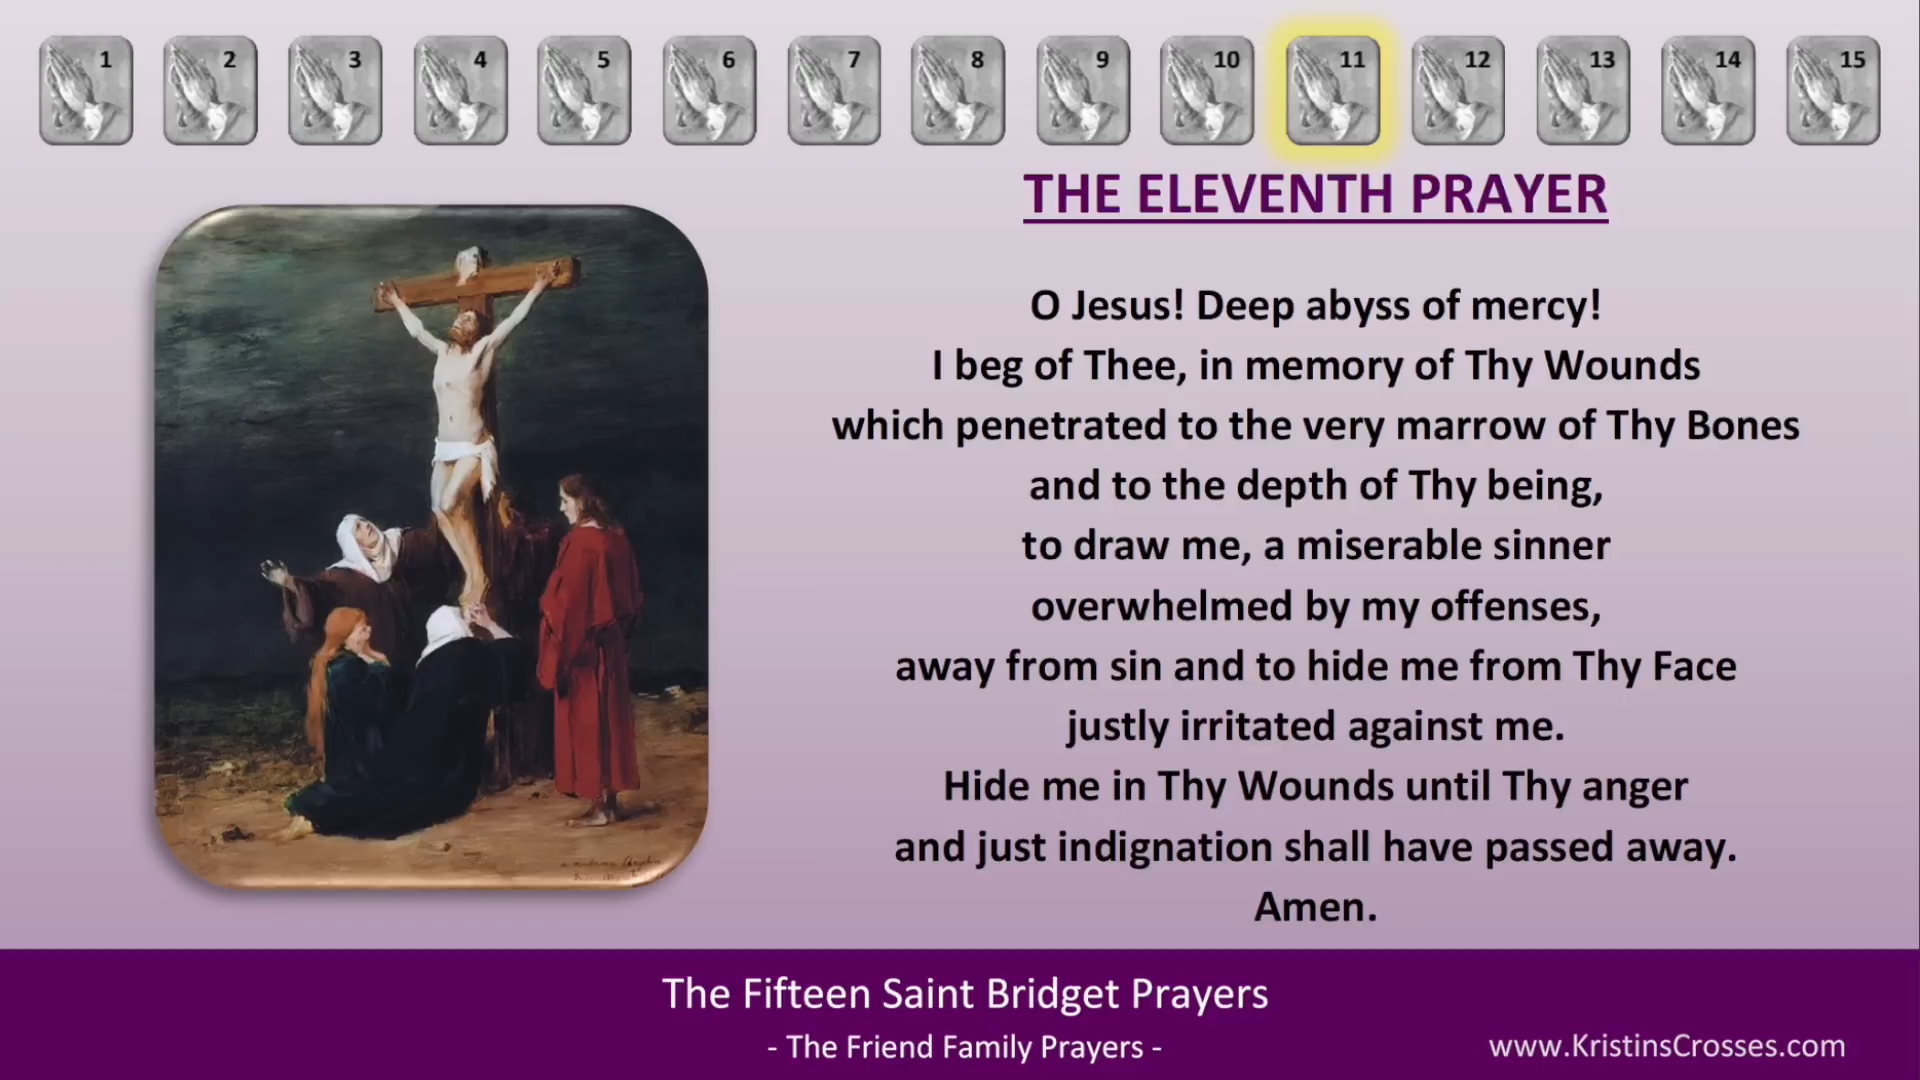 1 2 3 4 5 6 7 8 9 10 11 12 13 14 15
THE ELEVENTH PRAYER
O Jesus! Deep abyss of mercy!
I beg of Thee, in memory of Thy Wounds
which penetrated to the very marrow of Thy Bones
and to the depth of Thy being,
to draw me, a miserable sinner
overwhelmed by my offenses,
away from sin and to hide me from Thy Face
justly irritated against me.
Hide me in Thy Wounds until Thy anger
and just indignation shall have passed away.
Amen.
The Fifteen Saint Bridget Prayers
- The Friend Family Prayers -
www.KristinsCrosses.com